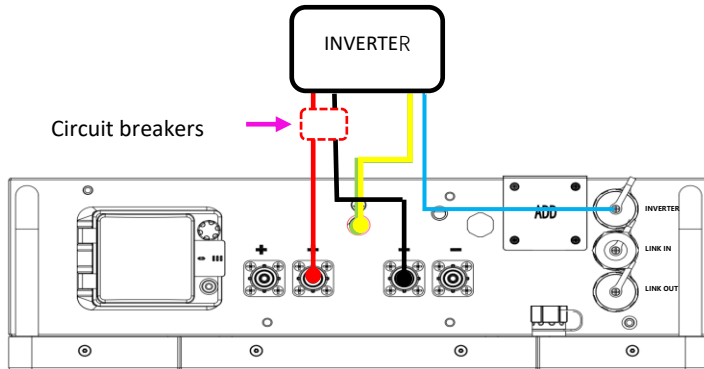 INVERTER
Circuit breakers
ADD
INVERTER
LINK IN
LINK OUT
+ + − −